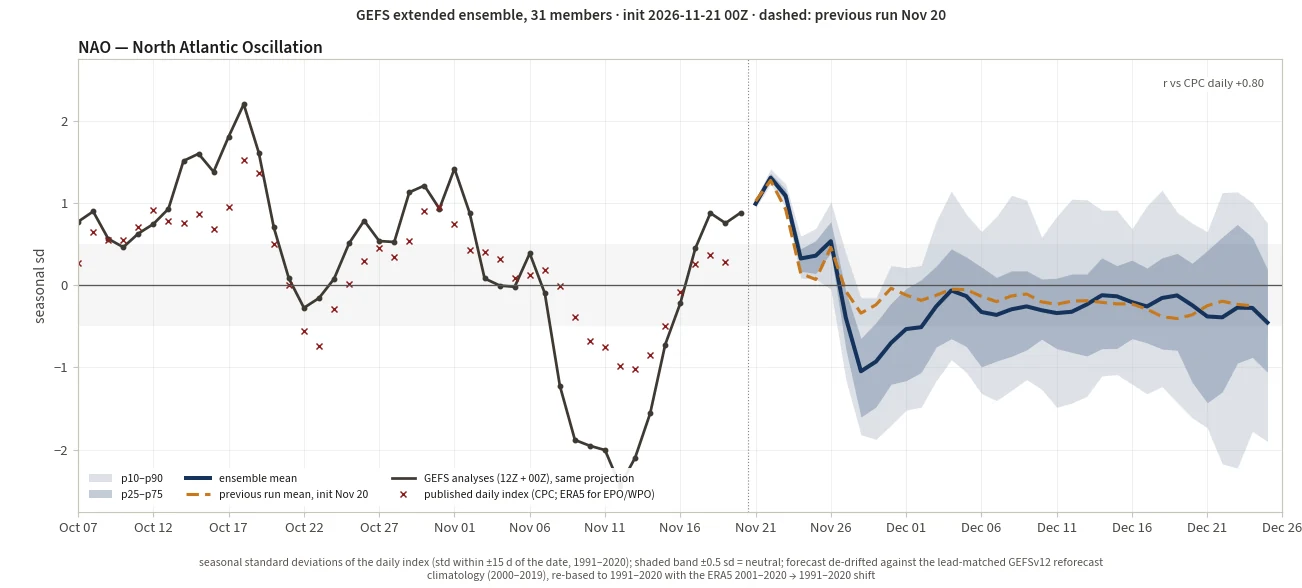 GEFS extended ensemble, 31 members · init 2026-11-21 00Z · dashed: previous run Nov 20
NAO — North Atlantic Oscillation
r vs CPC daily +0.80
seasonal sd
2
1
0
−1
−2
p10–p90
p25–p75
ensemble mean
previous run mean, init Nov 20
GEFS analyses (12Z + 00Z), same projection
published daily index (CPC; ERA5 for EPO/WPO)
Oct 07 Oct 12 Oct 17 Oct 22 Oct 27 Nov 01 Nov 06 Nov 11 Nov 16 Nov 21 Nov 26 Dec 01 Dec 06 Dec 11 Dec 16 Dec 21 Dec 26
seasonal standard deviations of the daily index (std within ±15 d of the date, 1991–2020); shaded band ±0.5 sd = neutral; forecast de-drifted against the lead-matched GEFSv12 reforecast
climatology (2000–2019), re-based to 1991–2020 with the ERA5 2001–2020 → 1991–2020 shift